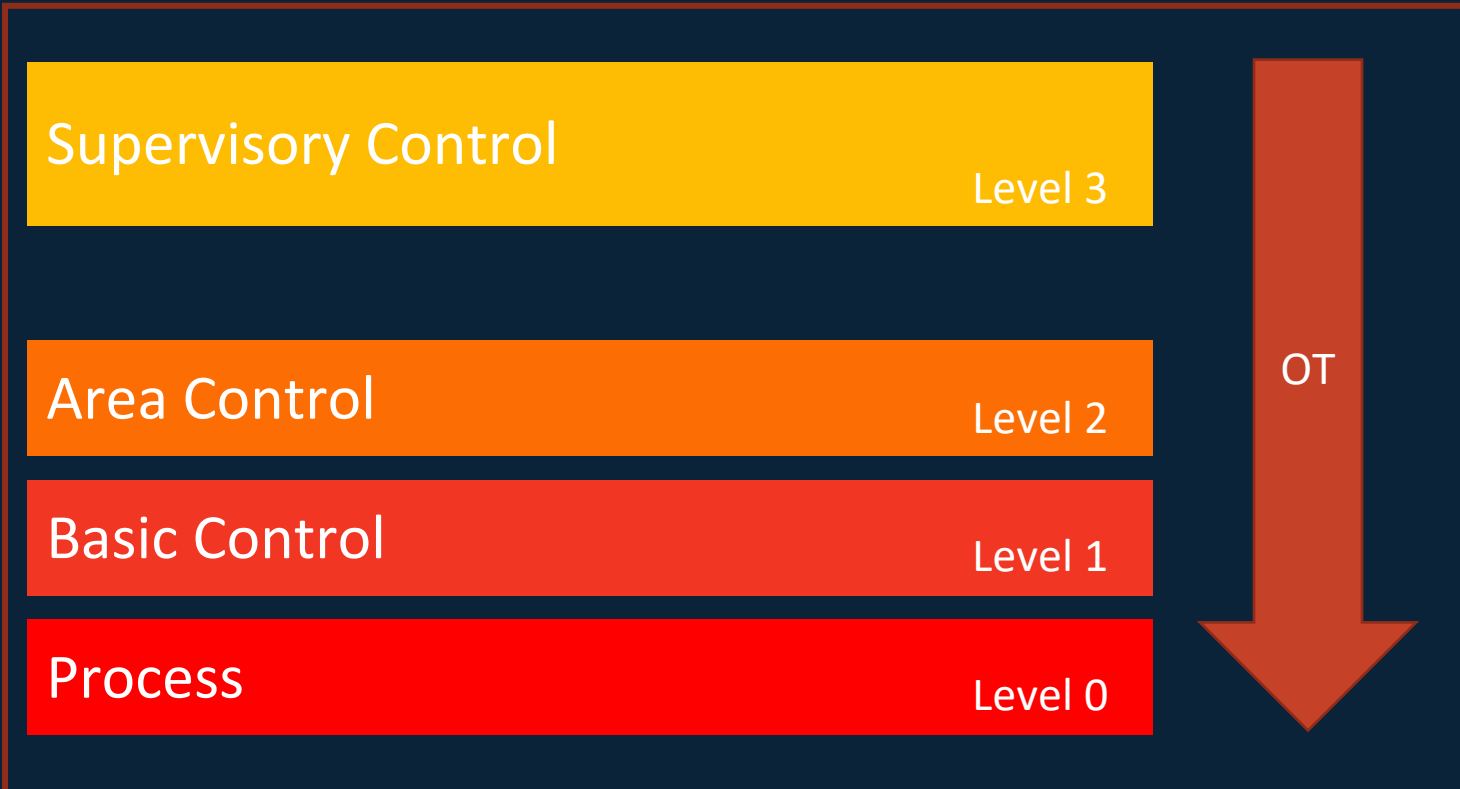 Supervisory Control
Level 3
Area Control
Level 2
OT
Basic Control
Level 1
Process
Level 0